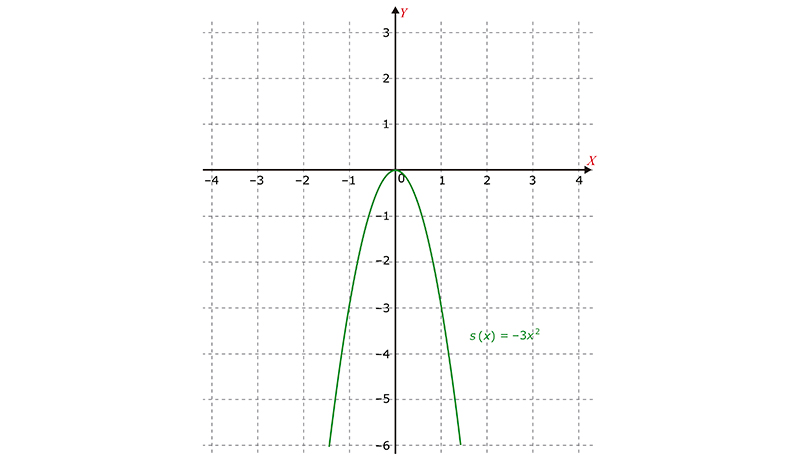 Y
3
2
1
X
–4 –3 –2 –1 0 1 2 3 4
–1
–2
–3
s (x) = –3x²
–4
–5
–6